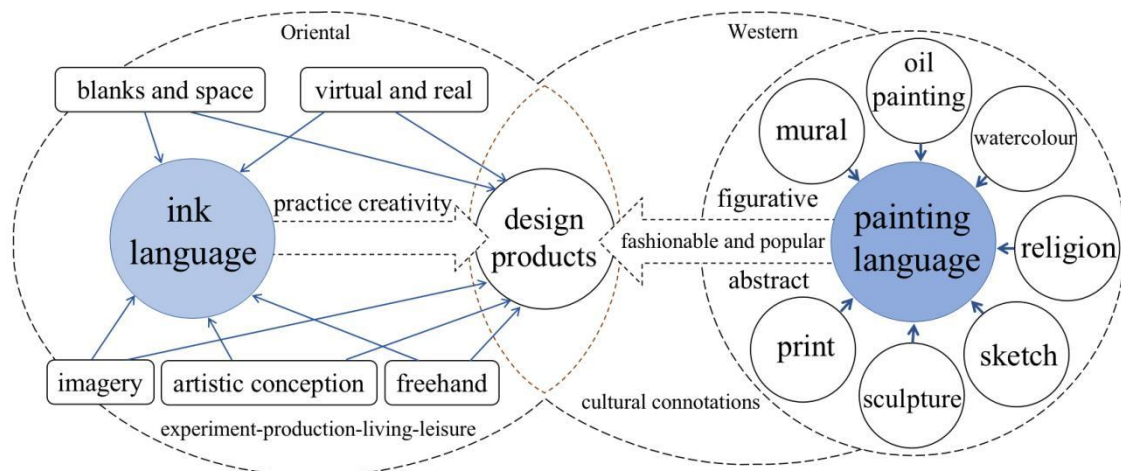 Oriental
Western
blanks and space
virtual and real
ink
language
practice creativity
design
products
imagery
artistic conception
freehand
experiment-production-living-leisure
figurative
fashionable and popular
abstract
cultural connotations
painting
language
mural
oil
painting
watercolour
religion
sketch
sculpture
print